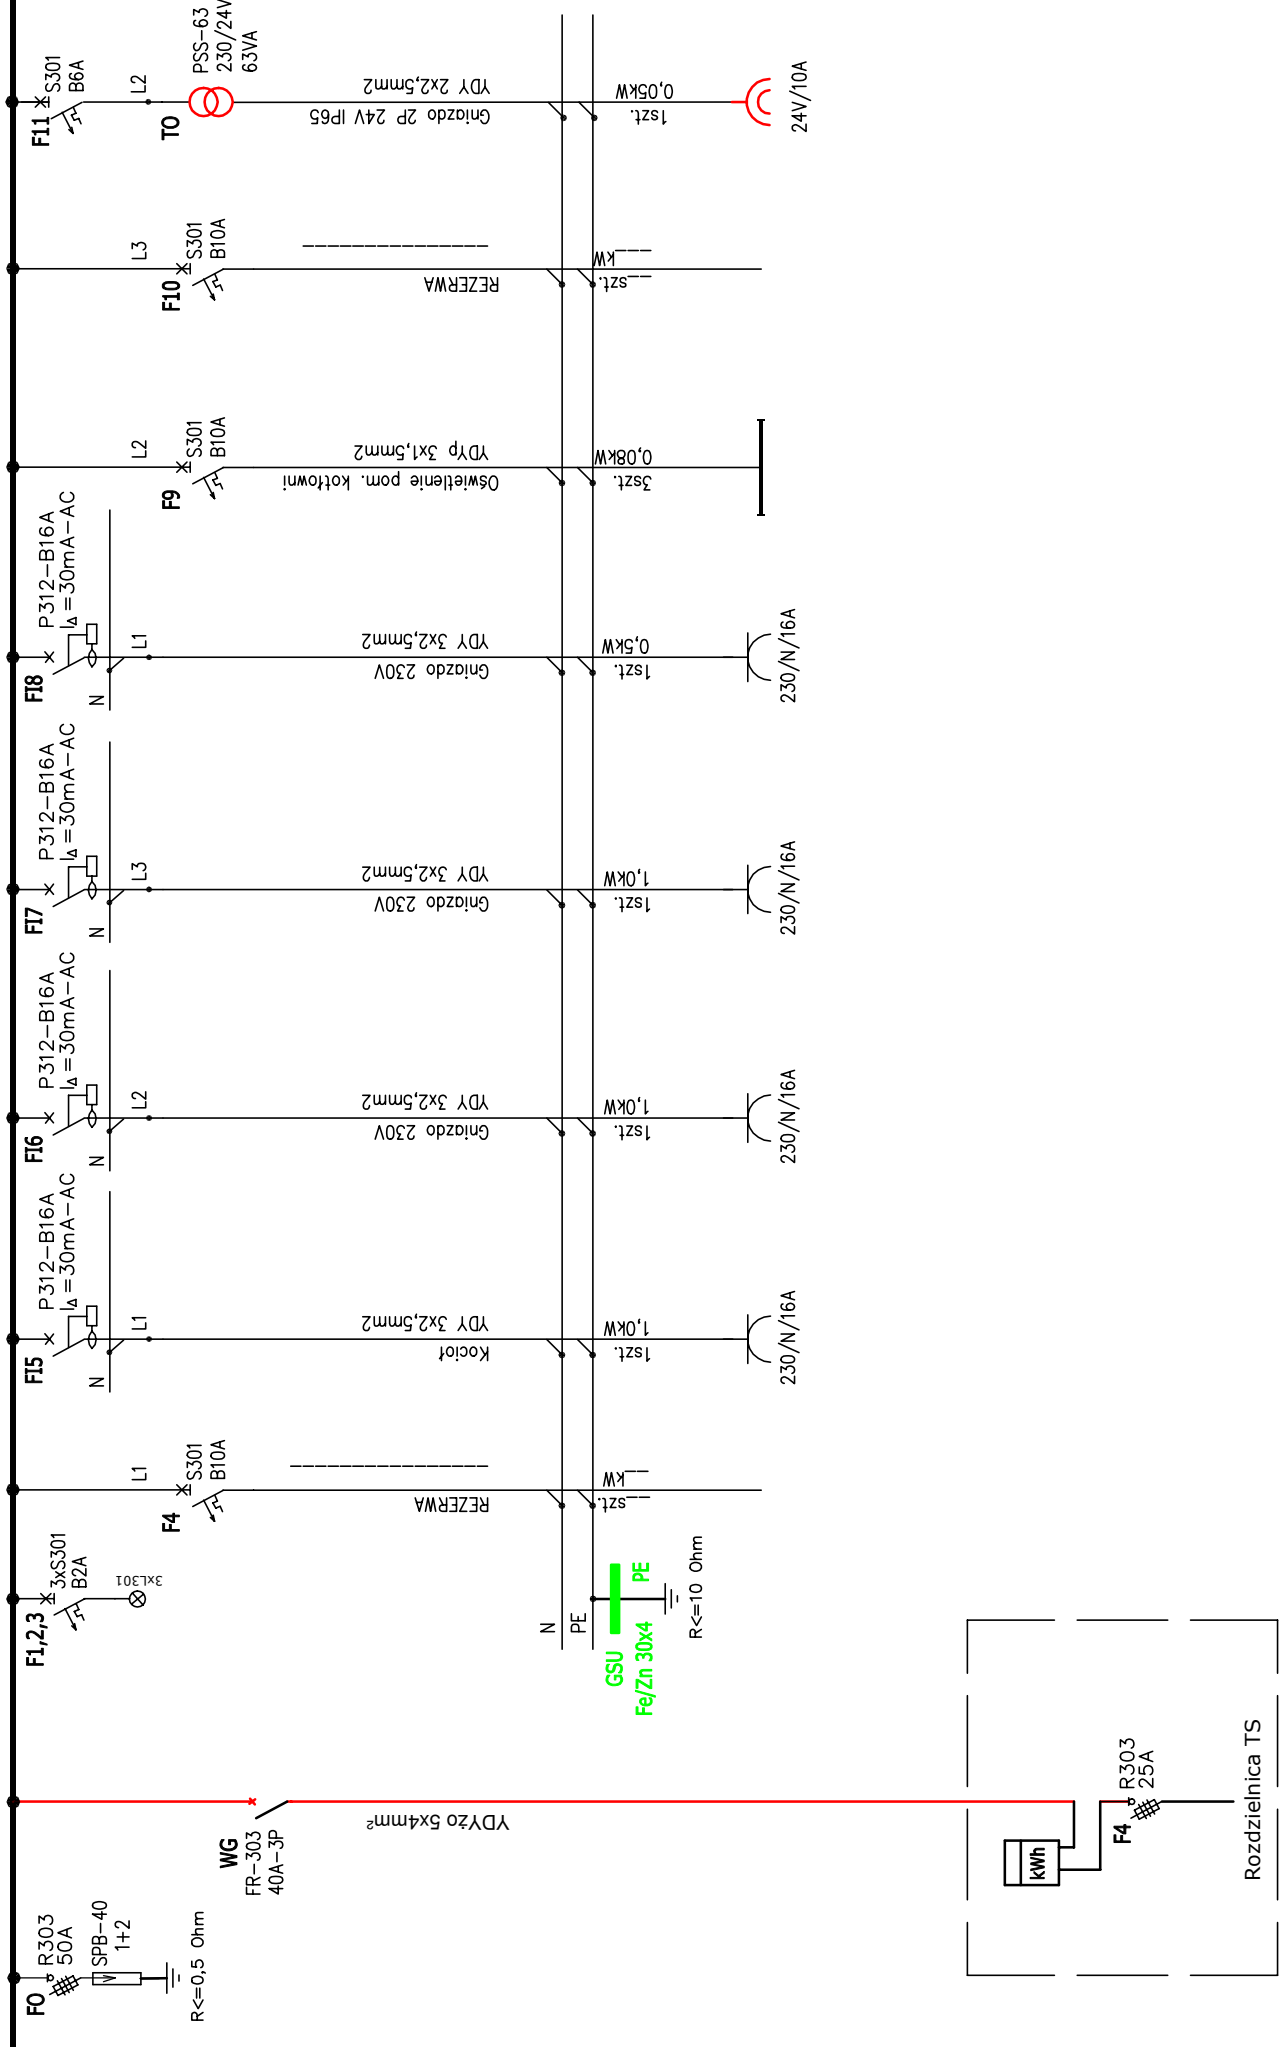 F0
R303
50A
SPB-40
1+2
R<=0,5 Ohm
WG
FR-303
40A-3P
YDYżo 5x4mm²
kWh
F4
R303
25A
Rozdzielnica TS
F1,2,3
3xS301
B2A
3xL301
N
PE
GSU
PE
Fe/Zn 30x4
R<=10 Ohm
L1
F4
S301
B10A
REZERWA
________________
__szt.
__kW
FI5
P312-B16A
I∆=30mA-AC
N
L1
Kocioł
YDY 3x2,5mm2
1szt.
1,0kW
230/N/16A
FI6
P312-B16A
I∆=30mA-AC
N
L2
Gniazdo 230V
YDY 3x2,5mm2
1szt.
1,0kW
230/N/16A
FI7
P312-B16A
I∆=30mA-AC
N
L3
Gniazdo 230V
YDY 3x2,5mm2
1szt.
1,0kW
230/N/16A
FI8
P312-B16A
I∆=30mA-AC
N
L1
Gniazdo 230V
YDY 3x2,5mm2
1szt.
0,5kW
230/N/16A
L2
F9
S301
B10A
Oświetlenie pom. kotłowni
YDYp 3x1,5mm2
3szt.
0,08kW
L3
F10
S301
B10A
REZERWA
_______________
__szt.
___kW
F11
S301
B6A
L2
TO
PSS-63
230/24V
63VA
Gniazdo 2P 24V IP65
YDY 2x2,5mm2
1szt.
0,05kW
24V/10A